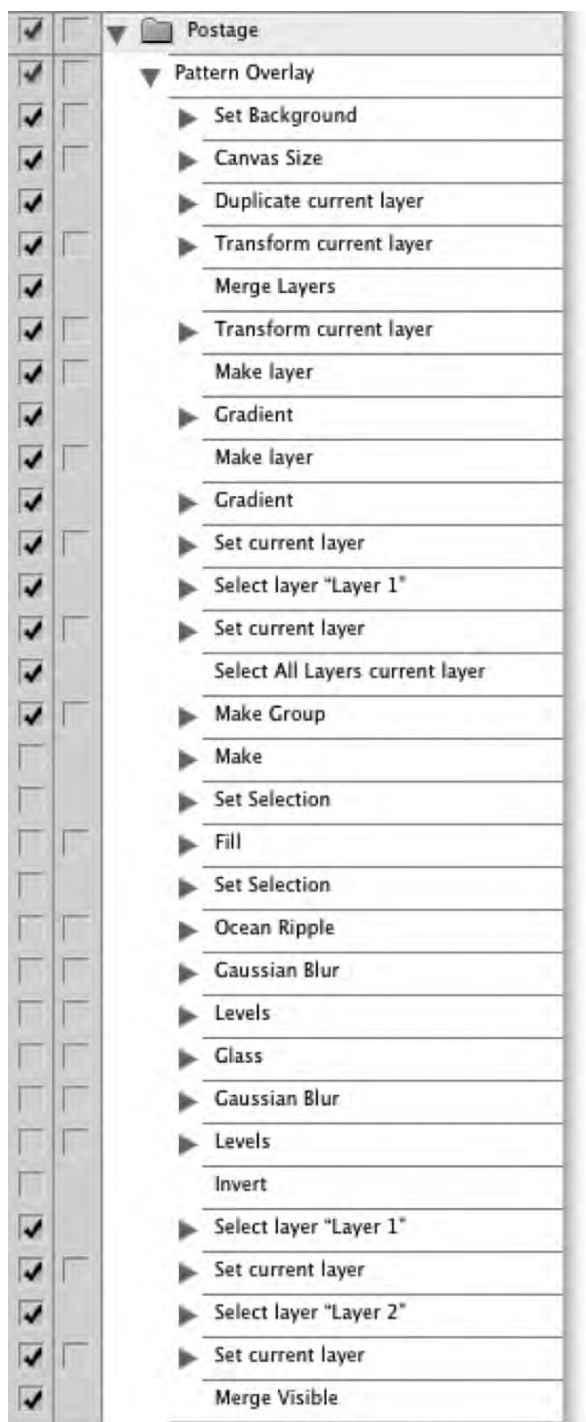 Postage
Pattern Overlay
Set Background
Canvas Size
Duplicate current layer
Transform current layer
Merge Layers
Transform current layer
Make layer
Gradient
Make layer
Gradient
Set current layer
Select layer “Layer 1”
Set current layer
Select All Layers current layer
Make Group
Make
Set Selection
Fill
Set Selection
Ocean Ripple
Gaussian Blur
Levels
Glass
Gaussian Blur
Levels
Invert
Select layer “Layer 1”
Set current layer
Select layer “Layer 2”
Set current layer
Merge Visible